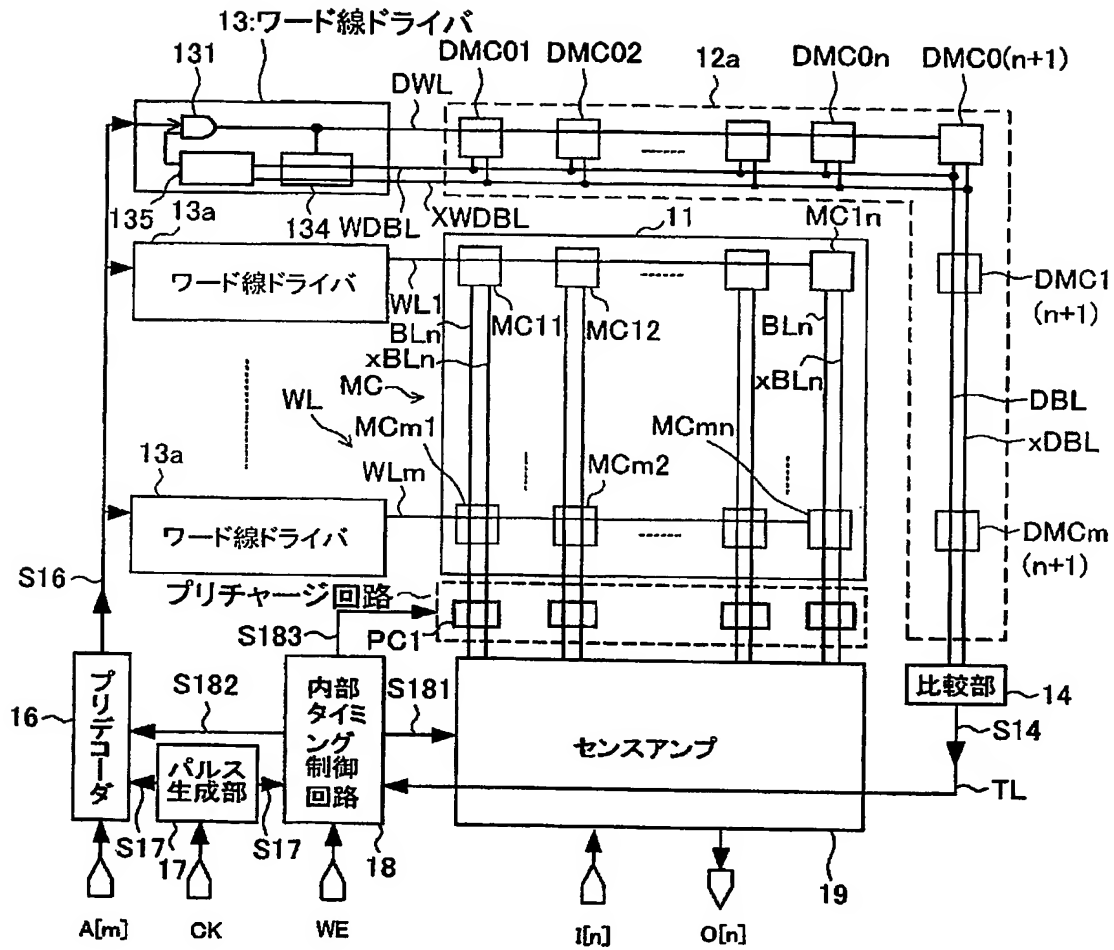 13:ワード線ドライバ
131
DWL
DMC01
DMC02
12a
DMC0n
DMC0(n+1)
135
134
WDBL
XWDBL
13a
ワード線ドライバ
WL1
11
MC1n
DMC1
(n+1)
BLn
xBLn
MC11
MC12
BLn
xBLn
MC
WL
MCm1
MCm2
MCmn
DBL
xDBL
13a
WLm
ワード線ドライバ
DMCm
(n+1)
S16
プリチャージ回路
S183
PC1
プリデコーダ
16
S182
内部
タイミ
ング
制御
回路
S181
センスアンプ
比較部
14
S14
TL
パルス
生成部
S17
17
S17
18
19
A[m]
CK
WE
I[n]
O[n]